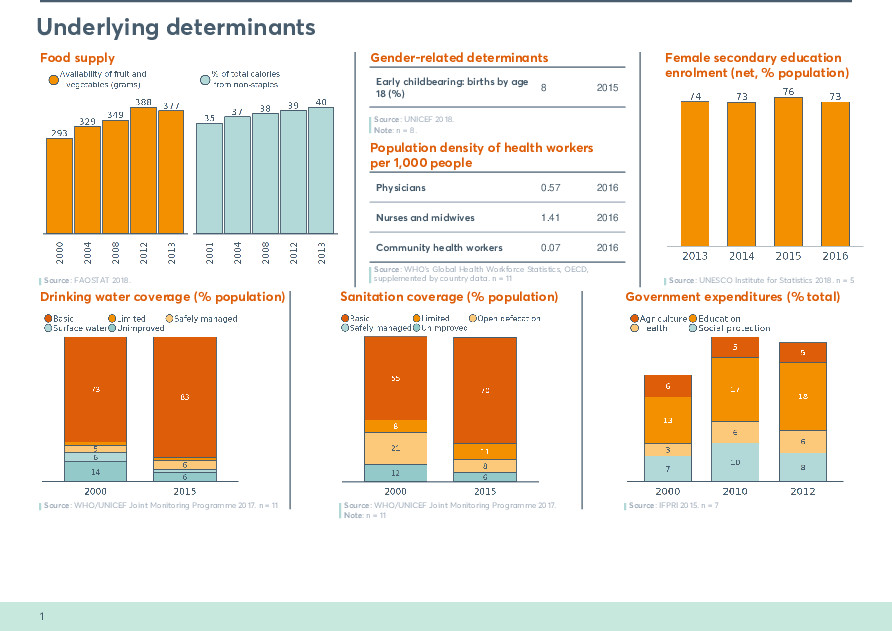 Underlying determinants
Food supply
Availability of fruit and
vegetables (grams)
% of total calories
from non-staples
293
329
349
388
377
35
37
38
39
40
2000
2004
2008
2012
2013
2001
2004
2008
2012
2013
Source: FAOSTAT 2018.
Gender-related determinants
Early childbearing: births by age
18 (%)
8
2015
Source: UNICEF 2018.
Note: n = 8.
Population density of health workers
per 1,000 people
Physicians
0.57
2016
Nurses and midwives
1.41
2016
Community health workers
0.07
2016
Source: WHO's Global Health Workforce Statistics, OECD,
supplemented by country data. n = 11
Female secondary education
enrolment (net, % population)
74
73
76
73
2013
2014
2015
2016
Source: UNESCO Institute for Statistics 2018. n = 5
Drinking water coverage (% population)
Basic
Limited
Safely managed
Surface water
Unimproved
73
5
6
14
83
6
6
2000
2015
Source: WHO/UNICEF Joint Monitoring Programme 2017. n = 11
Sanitation coverage (% population)
Basic
Limited
Open defecation
Safely managed
Unimproved
55
8
21
12
70
11
8
6
2000
2015
Source: WHO/UNICEF Joint Monitoring Programme 2017.
Note: n = 11
Government expenditures (% total)
Agriculture
Education
Health
Social protection
6
13
3
7
5
17
6
10
5
18
6
8
2000
2010
2012
Source: IFPRI 2015. n = 7
1